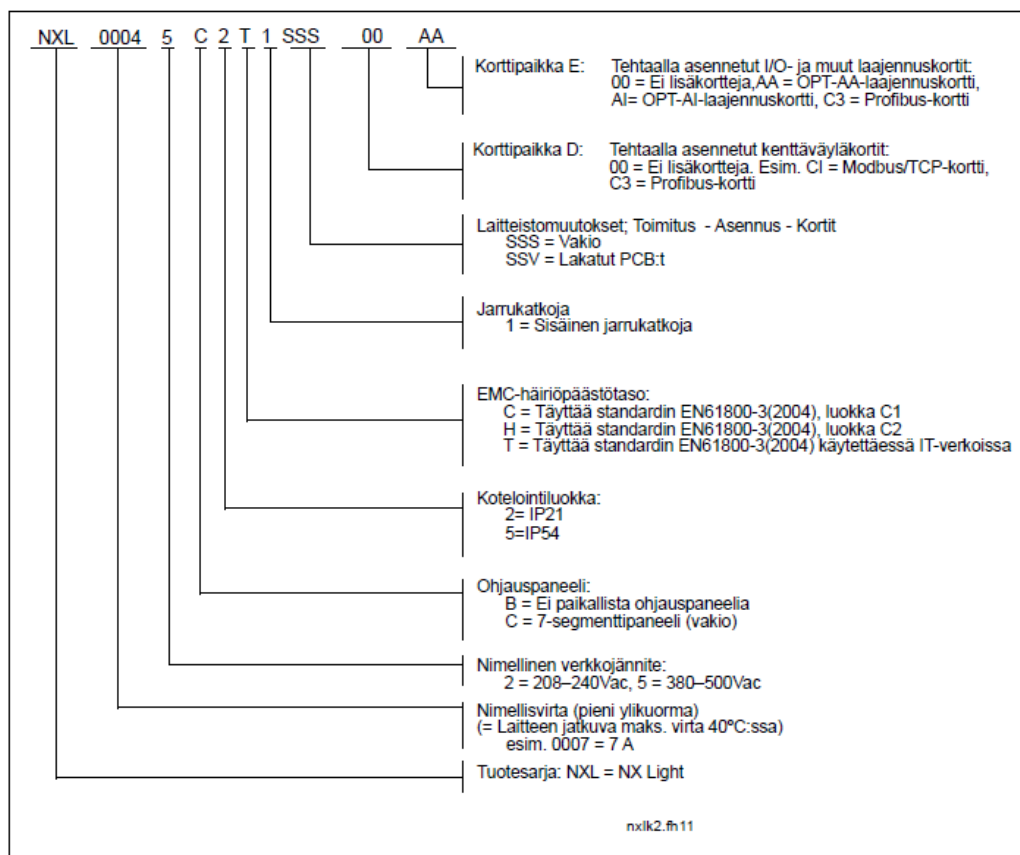 NXL 0004 5 C 2 T 1 SSS 00 AA
Korttipaikka E: Tehtaalla asennetut I/O- ja muut laajennuskortit:
00 = Ei lisäkortteja,AA = OPT-AA-laajennuskortti,
AI= OPT-AI-laajennuskortti, C3 = Profibus-kortti
Korttipaikka D: Tehtaalla asennetut kenttäväyläkortit:
00 = Ei lisäkortteja. Esim. CI = Modbus/TCP-kortti,
C3 = Profibus-kortti
Laitteistomuutokset; Toimitus - Asennus - Kortit
SSS = Vakio
SSV = Lakatut PCB:t
Jarrukatkoja
1 = Sisäinen jarrukatkoja
EMC-häiriöpäästötaso:
C = Täyttää standardin EN61800-3(2004), luokka C1
H = Täyttää standardin EN61800-3(2004), luokka C2
T = Täyttää standardin EN61800-3(2004) käytettäessä IT-verkoissa
Kotelointiluokka:
2= IP21
5=IP54
Ohjauspaneeli:
B = Ei paikallista ohjauspaneelia
C = 7-segmenttipaneeli (vakio)
Nimellinen verkkojännite:
2 = 208–240Vac, 5 = 380–500Vac
Nimellisvirta (pieni ylikuorma)
(= Laitteen jatkuva maks. virta 40ºC:ssa)
esim. 0007 = 7 A
Tuotesarja: NXL = NX Light
nxlk2.fh11